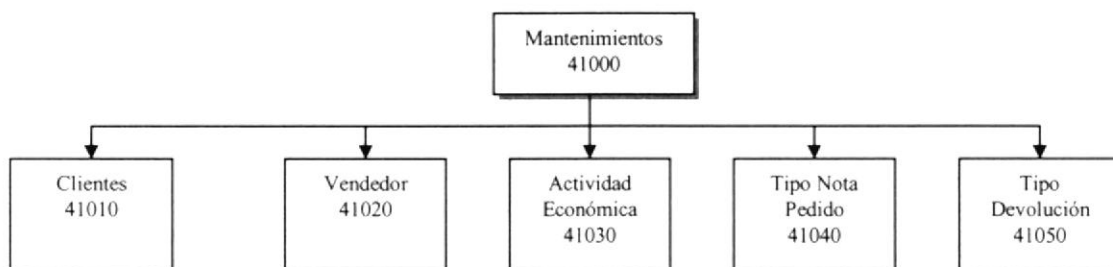 Mantenimientos
41000
Clientes
41010
Vendedor
41020
Actividad
Económica
41030
Tipo Nota
Pedido
41040
Tipo
Devolución
41050